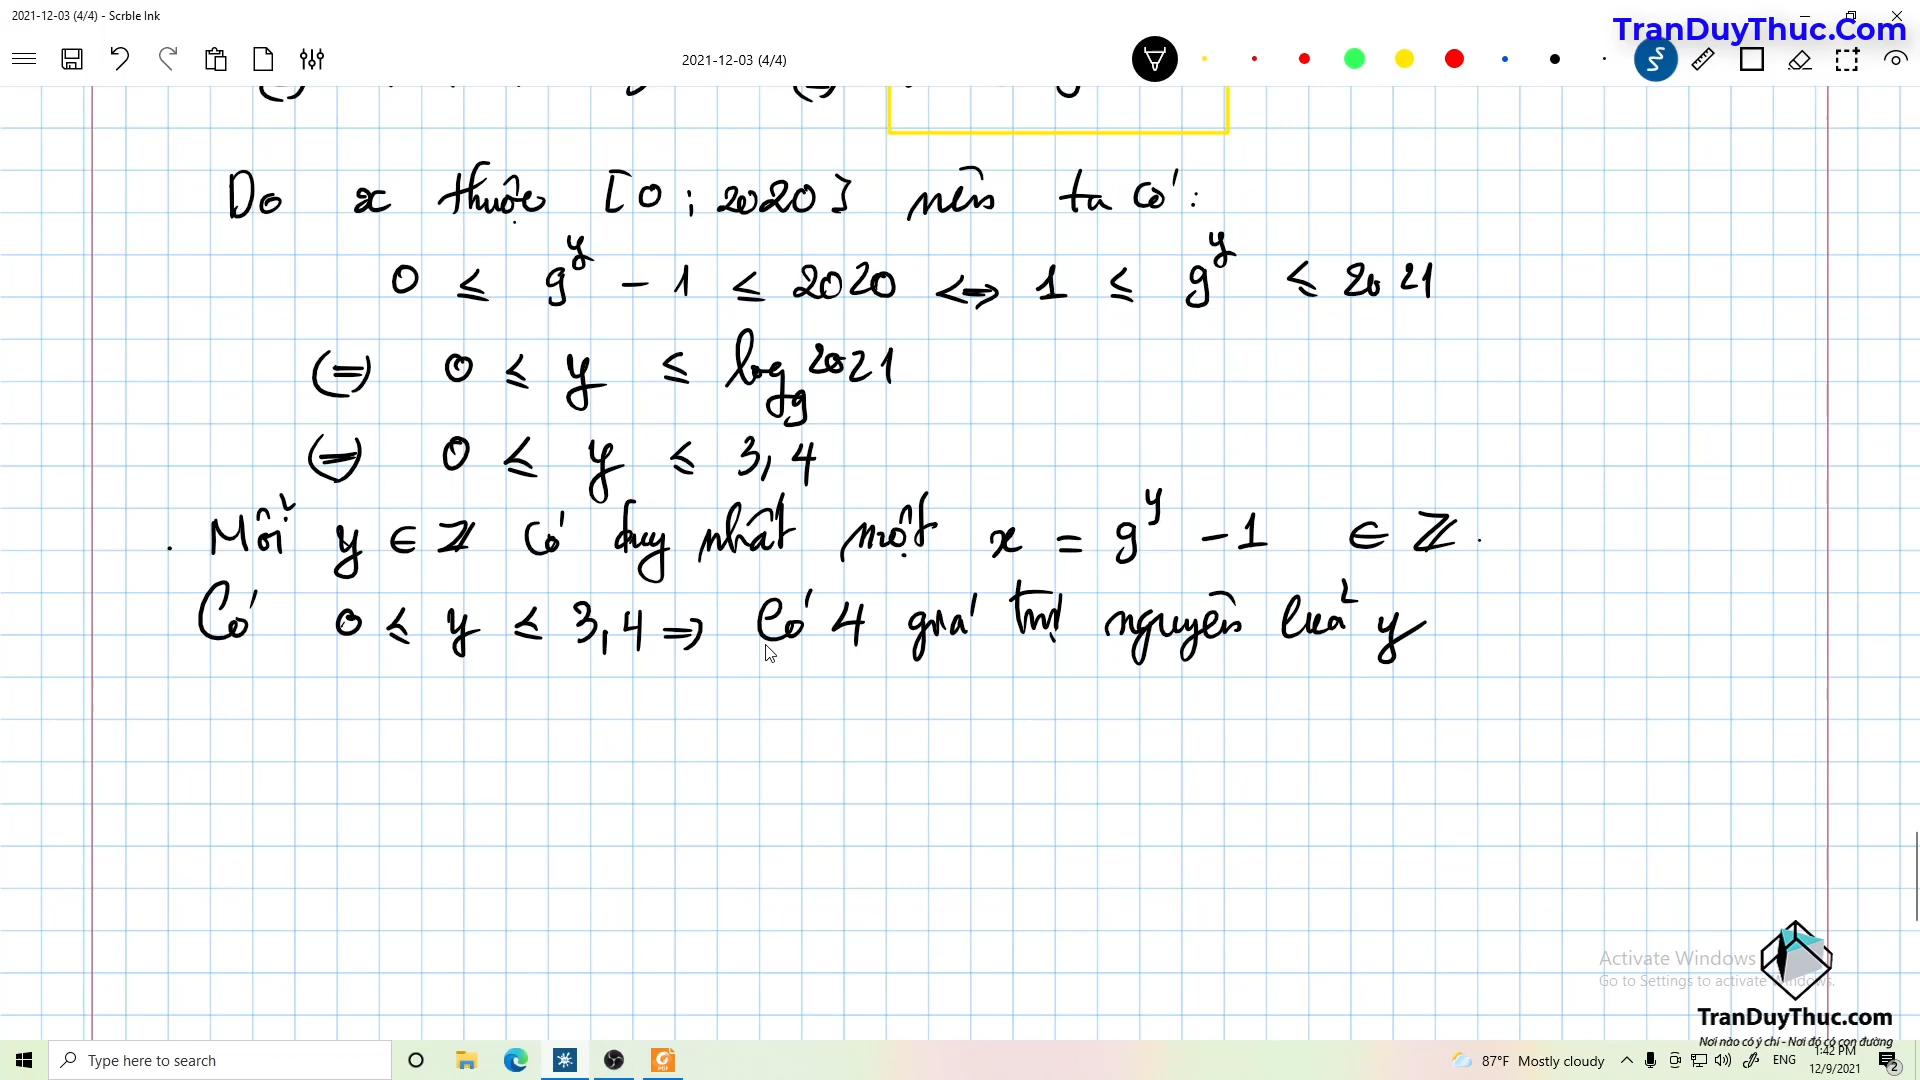 2021-12-03 (4/4) - Scrble Ink
TranDuyThuc.Com
2021-12-03 (4/4)
Do x thuộc [0 ; 2020] nên ta có :
0 ≤ 9^y - 1 ≤ 2020 <=> 1 ≤ 9^y ≤ 2021
(=) 0 ≤ y ≤ log_9 2021
(=) 0 ≤ y ≤ 3,4
. Mỗi y ∈ ℤ có duy nhất một x = 9^y - 1 ∈ ℤ .
Có 0 ≤ y ≤ 3,4 => Có 4 giá trị nguyên của y
Activate Windows
Go to Settings to activate Windows.
TranDuyThuc.com
Nơi nào có ý chí - Nơi đó có con đường
Type here to search
87°F Mostly cloudy
ENG
1:42 PM
12/9/2021
2